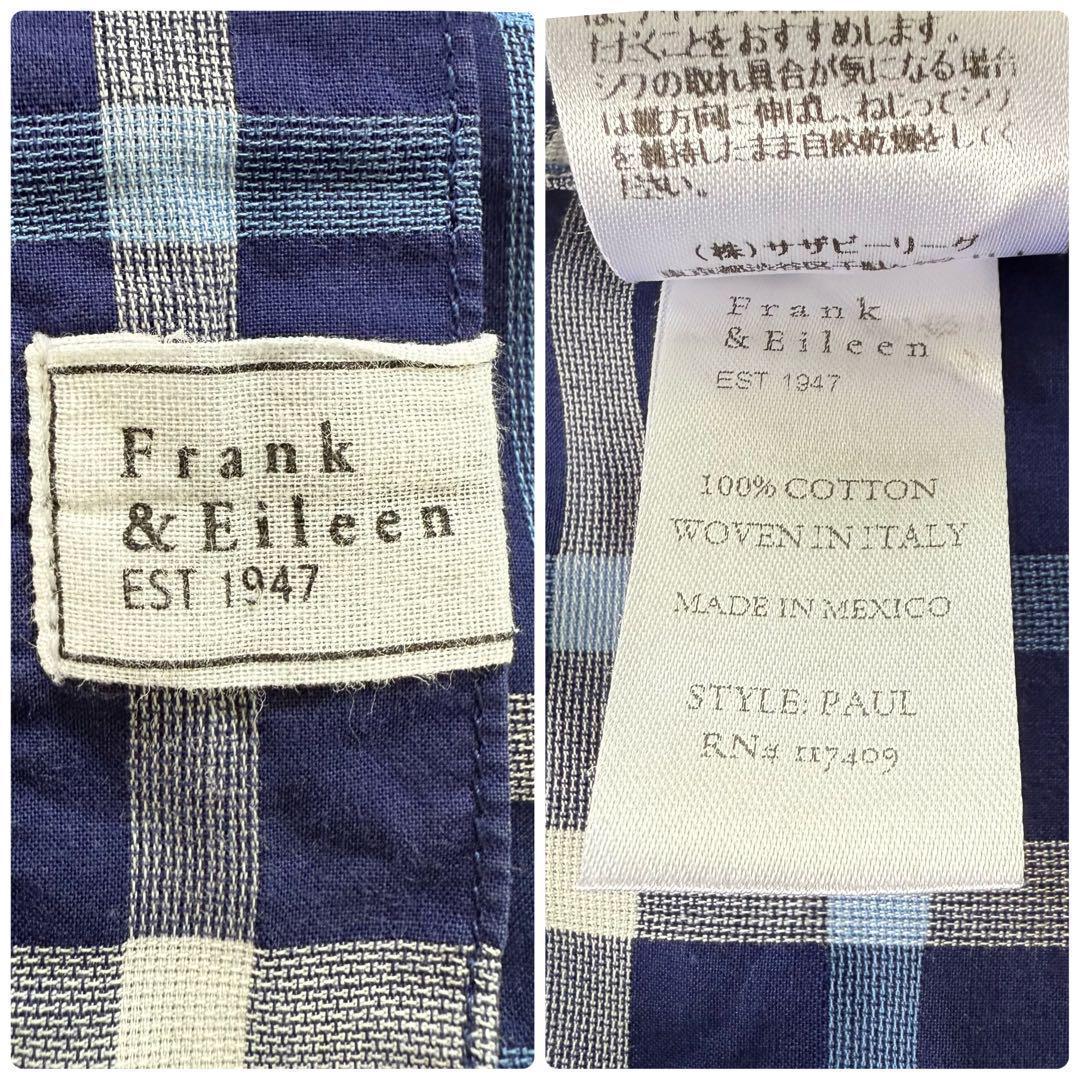 Frank
& Eileen
EST 1947
だくことをおすすめします。
シワの取れ具合が気になる場合
は縦方向に伸ばし、ねじってシワ
を維持したまま自然乾燥をしてく
ださい。
(株)サザビーリーグ
Frank
& Eileen
EST 1947
100% COTTON
WOVEN IN ITALY
MADE IN MEXICO
STYLE: PAUL
RN# 117409